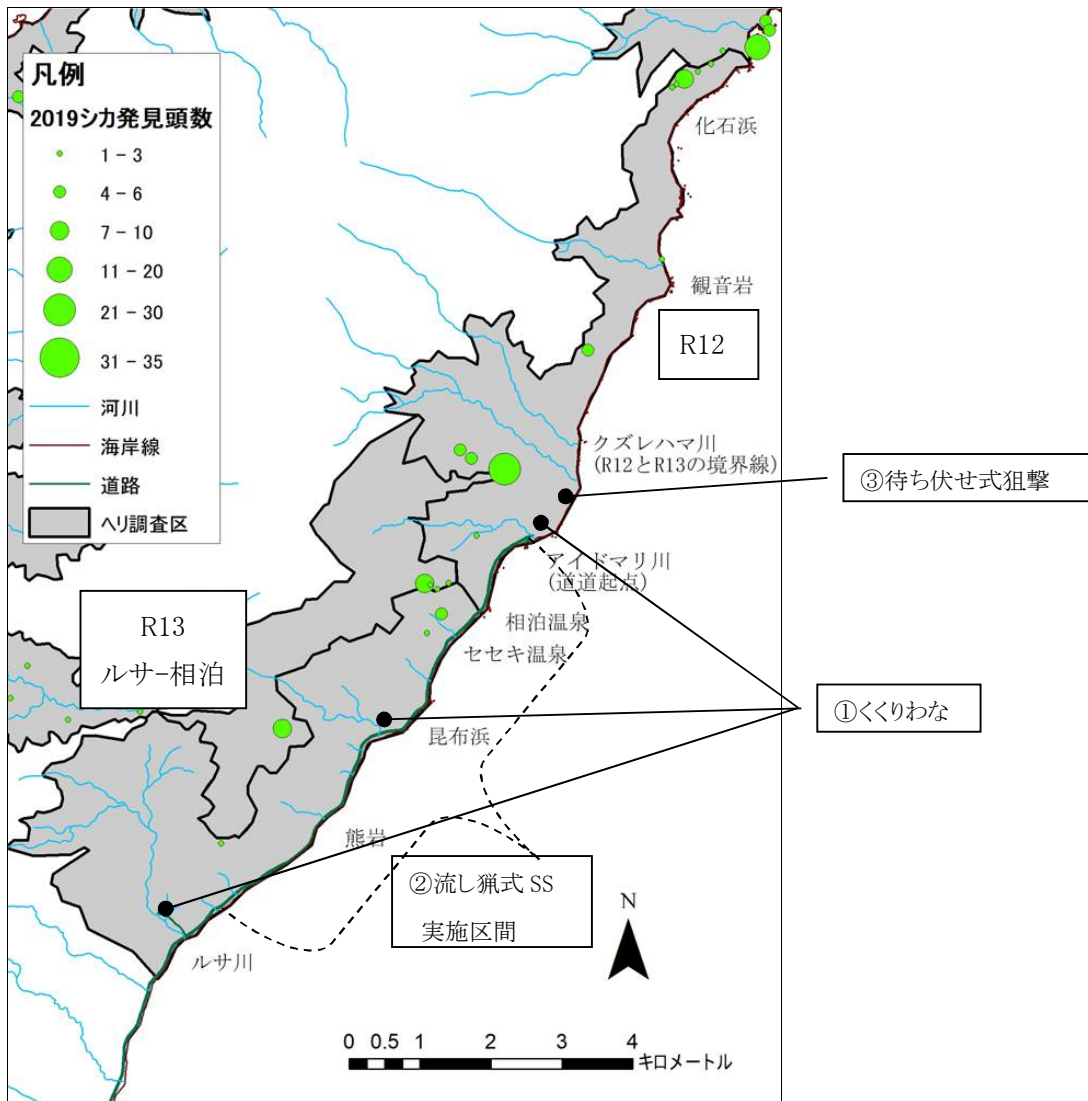 凡例
2019シカ発見頭数
1 - 3
4 - 6
7 - 10
11 - 20
21 - 30
31 - 35
河川
海岸線
道路
ヘリ調査区
化石浜
観音岩
R12
クズレハマ川
(R12とR13の境界線)
③待ち伏せ式狙撃
アイドマリ川
(道道起点)
相泊温泉
セセキ温泉
R13
ルサ-相泊
①くくりわな
昆布浜
熊岩
②流し猟式 SS
実施区間
N
ルサ川
0 0.5 1 2 3 4
キロメートル